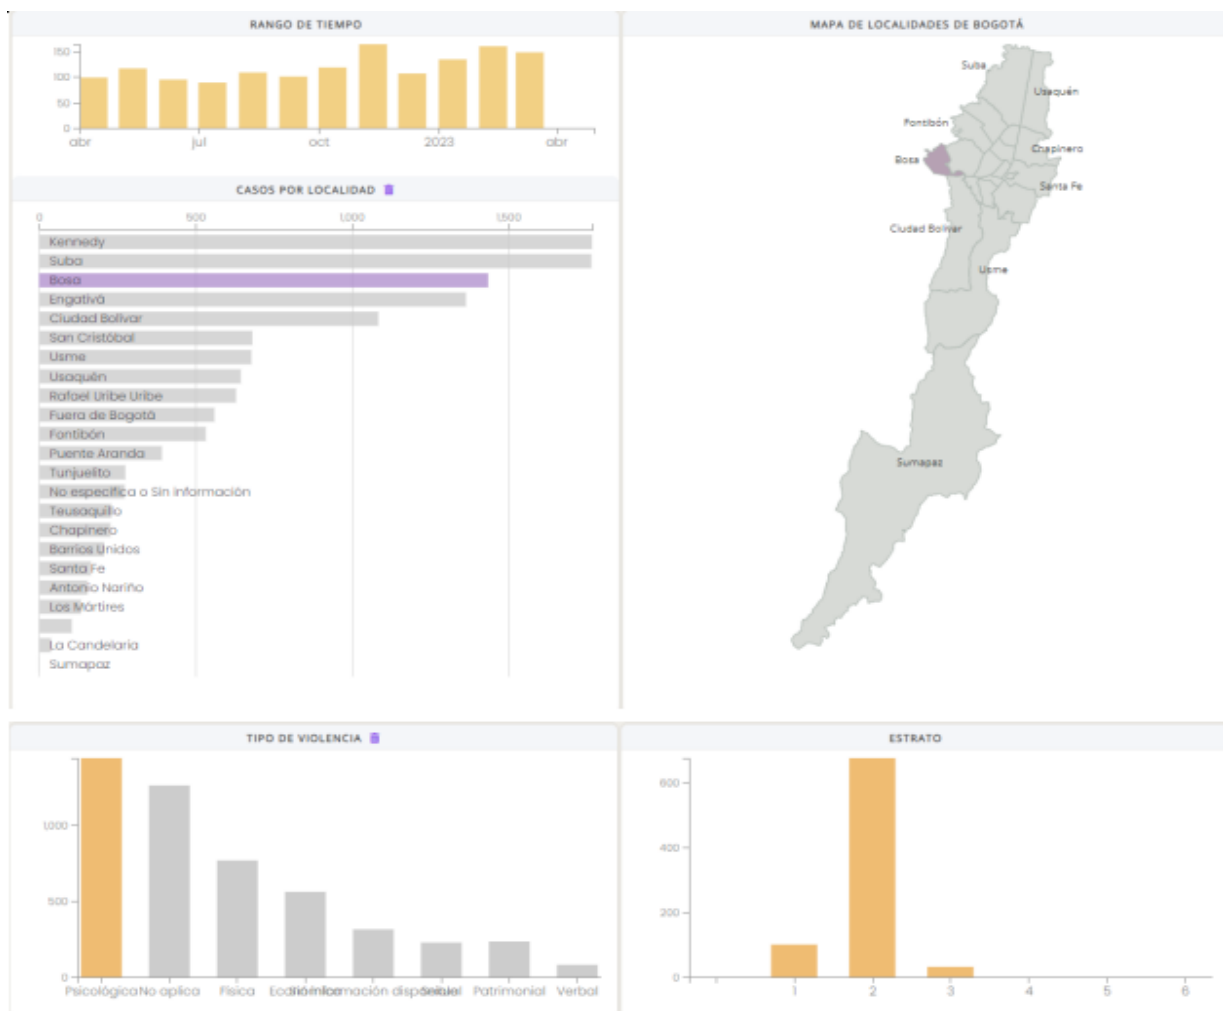 RANGO DE TIEMPO
150
100
50
0
abr
jul
oct
2023
abr
CASOS POR LOCALIDAD
0
500
1,000
1,500
Kennedy
Suba
Bosa
Engativá
Ciudad Bolívar
San Cristóbal
Usme
Usaquén
Rafael Uribe Uribe
Fuera de Bogotá
Fontibón
Puente Aranda
Tunjuelito
No especifica o Sin información
Teusaquillo
Chapinero
Barrios Unidos
Santa Fe
Antonio Nariño
Los Mártires
La Candelaria
Sumapaz
MAPA DE LOCALIDADES DE BOGOTÁ
Suba
Usaquén
Fontibón
Chapinero
Bosa
Santa Fe
Ciudad Bolívar
Usme
Sumapaz
TIPO DE VIOLENCIA
1,000
500
0
Psicológica
No aplica
Física
Económica
Sin información disponible
Sexual
Patrimonial
Verbal
ESTRATO
600
400
200
0
1
2
3
4
5
6